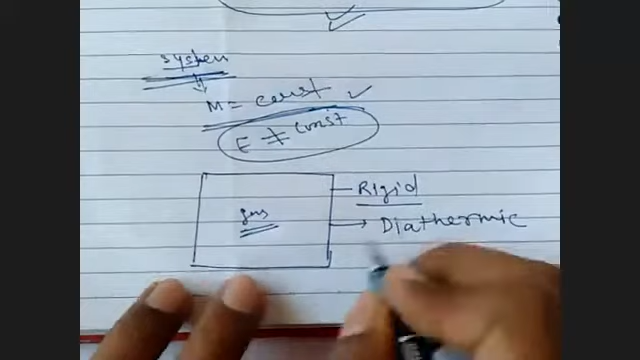 system
M = const ✓
E ≠ const
Rigid
gas
Diathermic